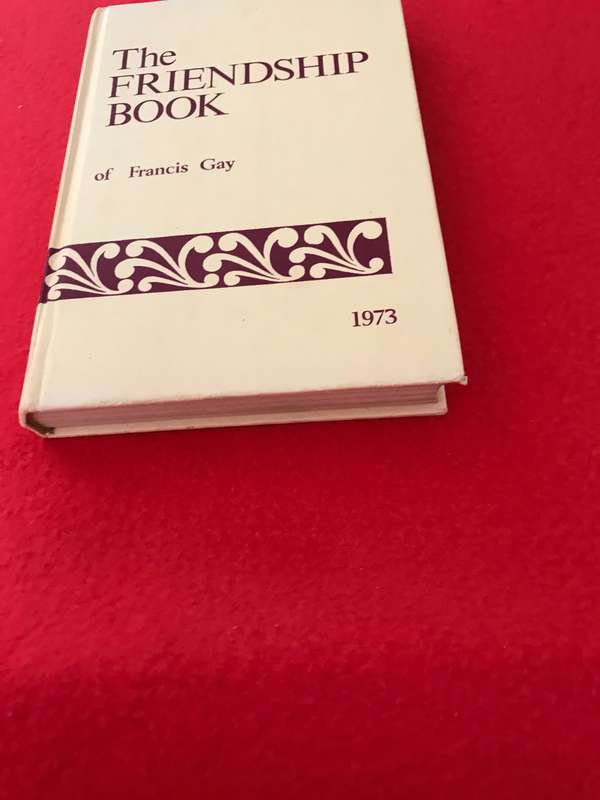 The
FRIENDSHIP
BOOK
of Francis Gay
1973